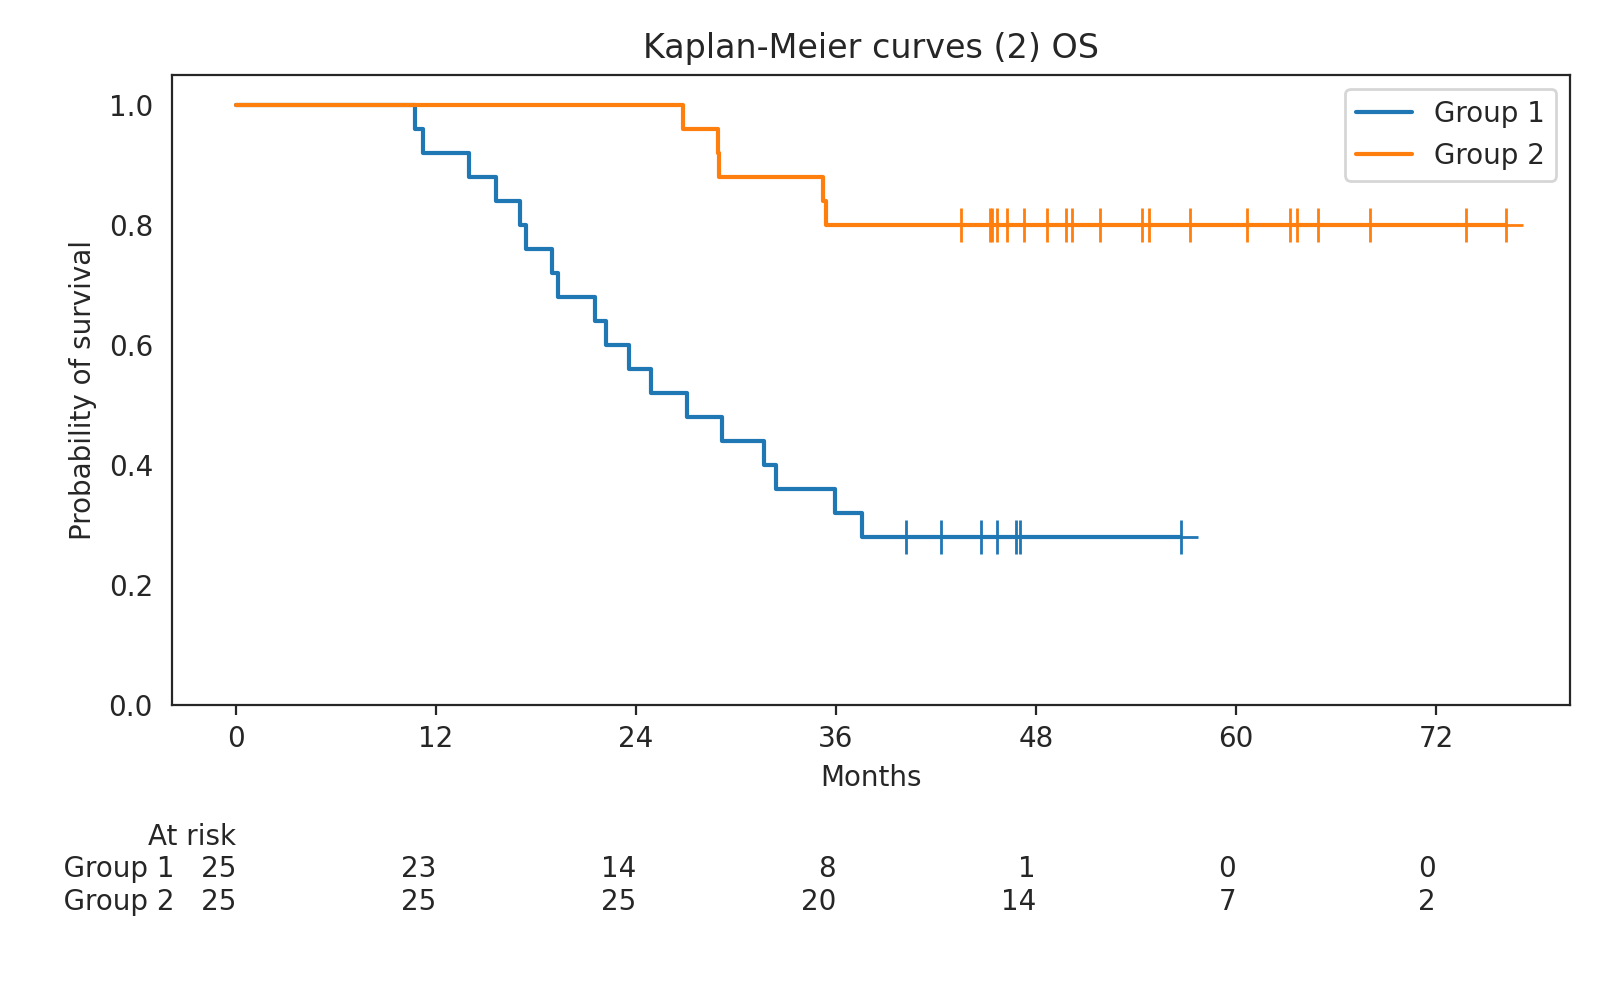 Kaplan-Meier curves (2) OS
Group 1
Group 2
Probability of survival
1.0
0.8
0.6
0.4
0.2
0.0
0 12 24 36 48 60 72
Months
At risk
Group 1 25 23 14 8 1 0 0
Group 2 25 25 25 20 14 7 2